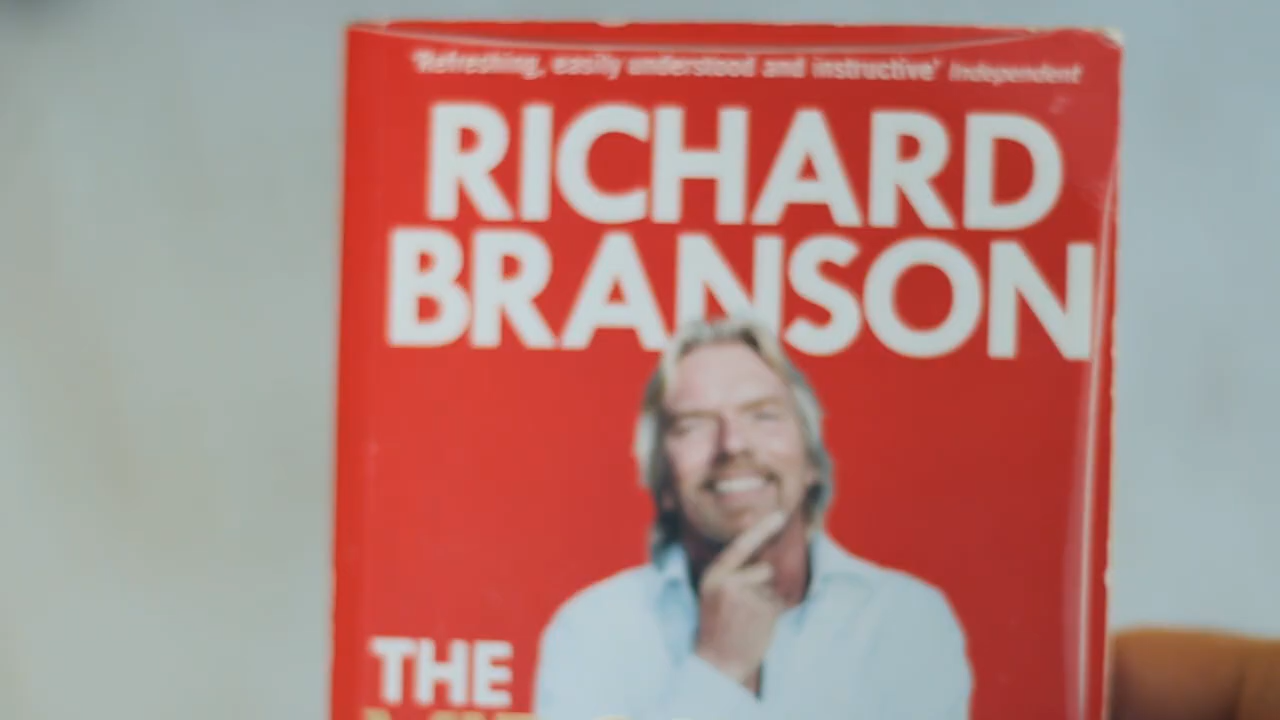 'Refreshing, easily understood and instructive' Independent
RICHARD
BRANSON
THE